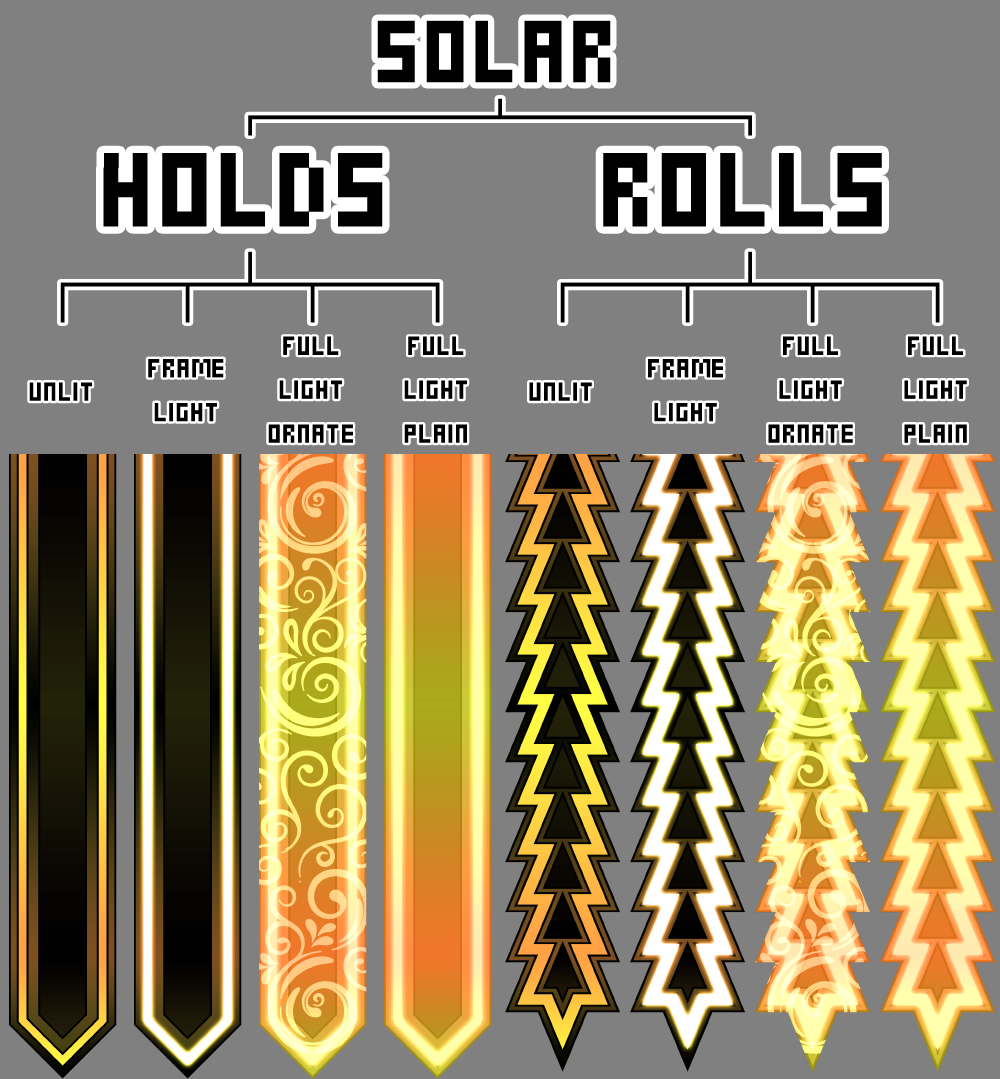 SOLAR
HOLDS
ROLLS
UNLIT
FRAME
LIGHT
FULL
LIGHT
ORNATE
FULL
LIGHT
PLAIN
UNLIT
FRAME
LIGHT
FULL
LIGHT
ORNATE
FULL
LIGHT
PLAIN